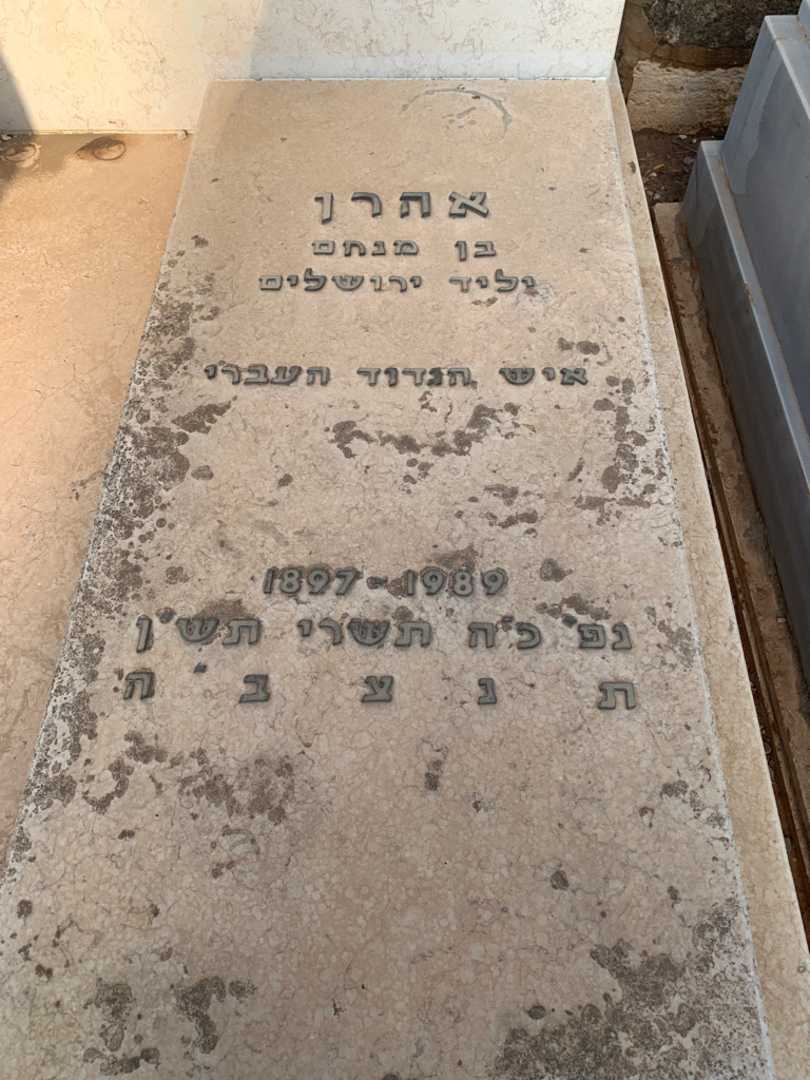 אהרן
בן מנחם
יליד ירושלים
איש הגדוד העברי
1897-1989
נפ' כ"ה תשרי תש"ן
ת נ צ ב" ה